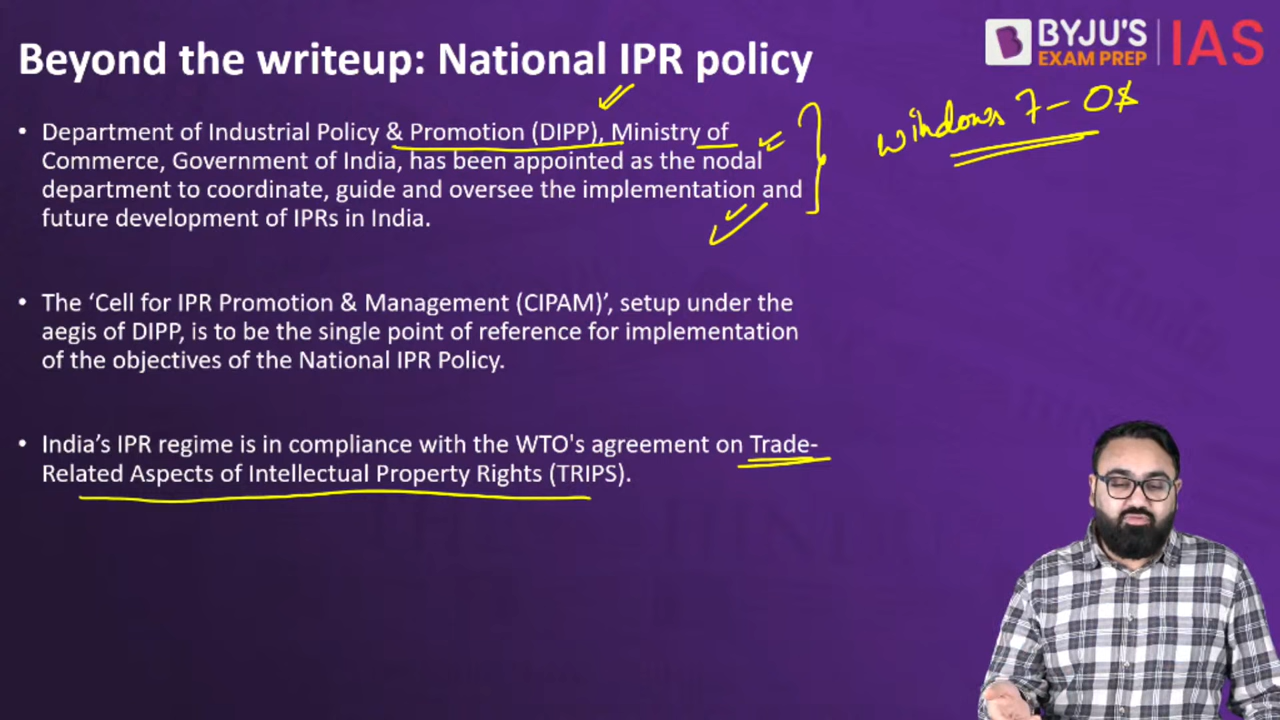 Beyond the writeup: National IPR policy
BYJU'S
EXAM PREP
IAS
windows 7 - OS
• Department of Industrial Policy & Promotion (DIPP), Ministry of
Commerce, Government of India, has been appointed as the nodal
department to coordinate, guide and oversee the implementation and
future development of IPRs in India.
• The ‘Cell for IPR Promotion & Management (CIPAM)’, setup under the
aegis of DIPP, is to be the single point of reference for implementation
of the objectives of the National IPR Policy.
• India’s IPR regime is in compliance with the WTO's agreement on Trade-
Related Aspects of Intellectual Property Rights (TRIPS).